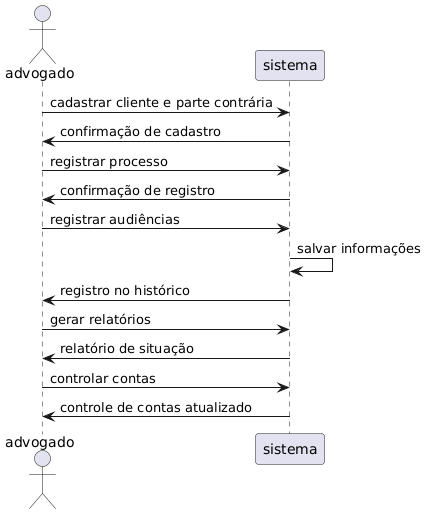 advogado
sistema
cadastrar cliente e parte contrária
confirmação de cadastro
registrar processo
confirmação de registro
registrar audiências
salvar informações
registro no histórico
gerar relatórios
relatório de situação
controlar contas
controle de contas atualizado
advogado
sistema